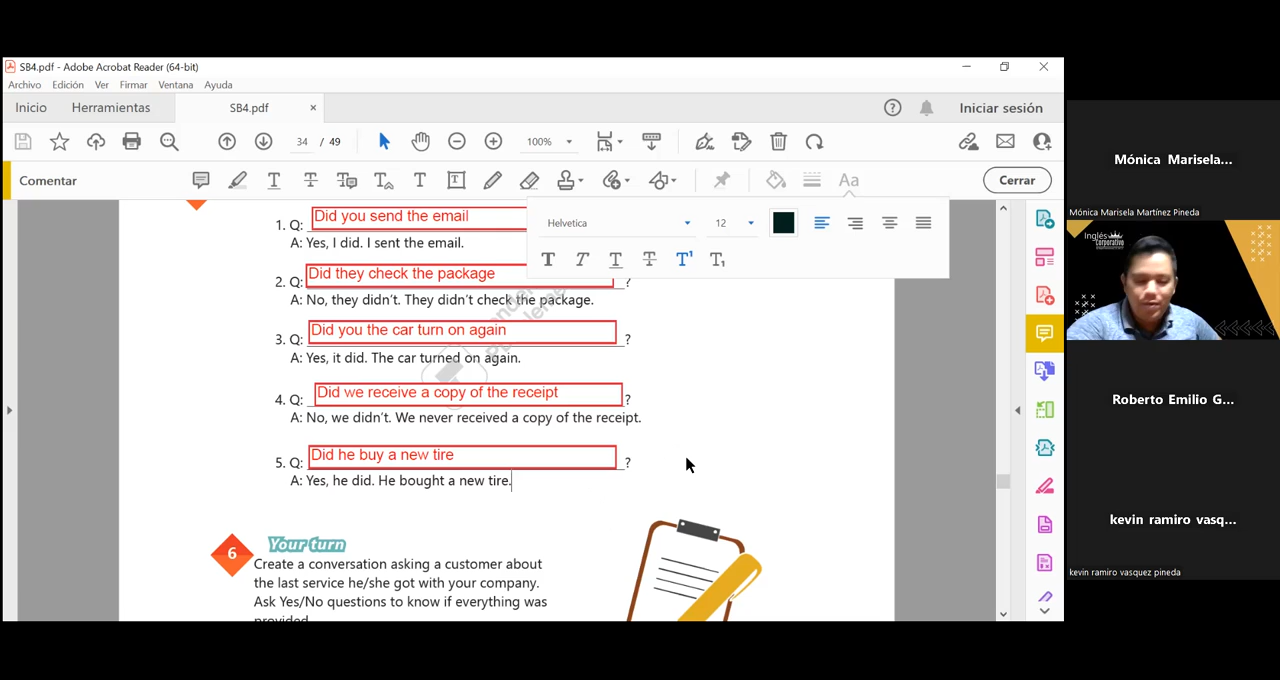 SB4.pdf - Adobe Acrobat Reader (64-bit)
Archivo Edición Ver Firmar Ventana Ayuda
Inicio Herramientas SB4.pdf × Iniciar sesión
34 / 49 100%
Comentar Cerrar
Helvetica 12
1. Q: Did you send the email
A: Yes, I did. I sent the email.
2. Q: Did they check the package ?
A: No, they didn't. They didn't check the package.
3. Q: Did you the car turn on again ?
A: Yes, it did. The car turned on again.
4. Q: Did we receive a copy of the receipt ?
A: No, we didn't. We never received a copy of the receipt.
5. Q: Did he buy a new tire ?
A: Yes, he did. He bought a new tire.
6 Your turn
Create a conversation asking a customer about
the last service he/she got with your company.
Ask Yes/No questions to know if everything was
provided
Mónica Marisela...
Mónica Marisela Martínez Pineda
Inglés
Corporativo
Roberto Emilio G...
kevin ramiro vasq...
kevin ramiro vasquez pineda